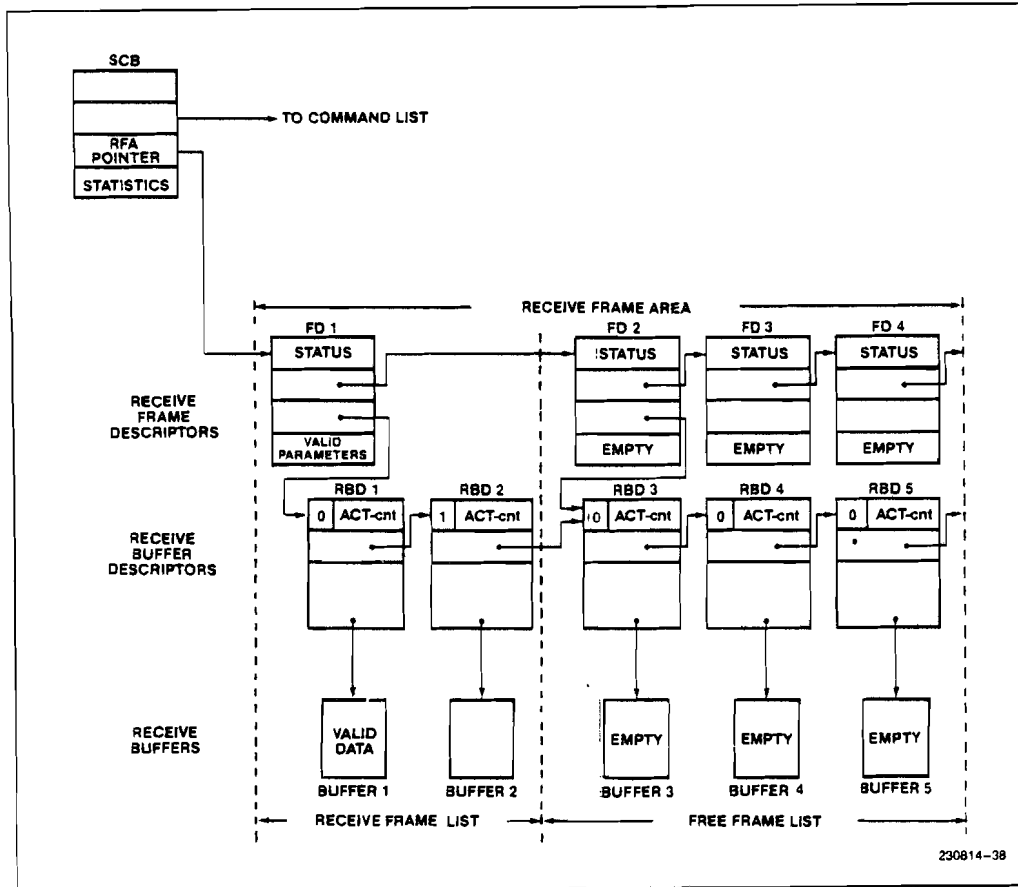 SCB
TO COMMAND LIST
RFA
POINTER
STATISTICS
RECEIVE FRAME AREA
FD 1
FD 2
FD 3
FD 4
STATUS
STATUS
STATUS
STATUS
RECEIVE
FRAME
DESCRIPTORS
VALID
PARAMETERS
EMPTY
EMPTY
EMPTY
RBD 1
RBD 2
RBD 3
RBD 4
RBD 5
0 ACT-cnt
1 ACT-cnt
0 ACT-cnt
0 ACT-cnt
0 ACT-cnt
RECEIVE
BUFFER
DESCRIPTORS
RECEIVE
BUFFERS
VALID
DATA
EMPTY
EMPTY
EMPTY
BUFFER 1
BUFFER 2
BUFFER 3
BUFFER 4
BUFFER 5
RECEIVE FRAME LIST
FREE FRAME LIST
230814-38